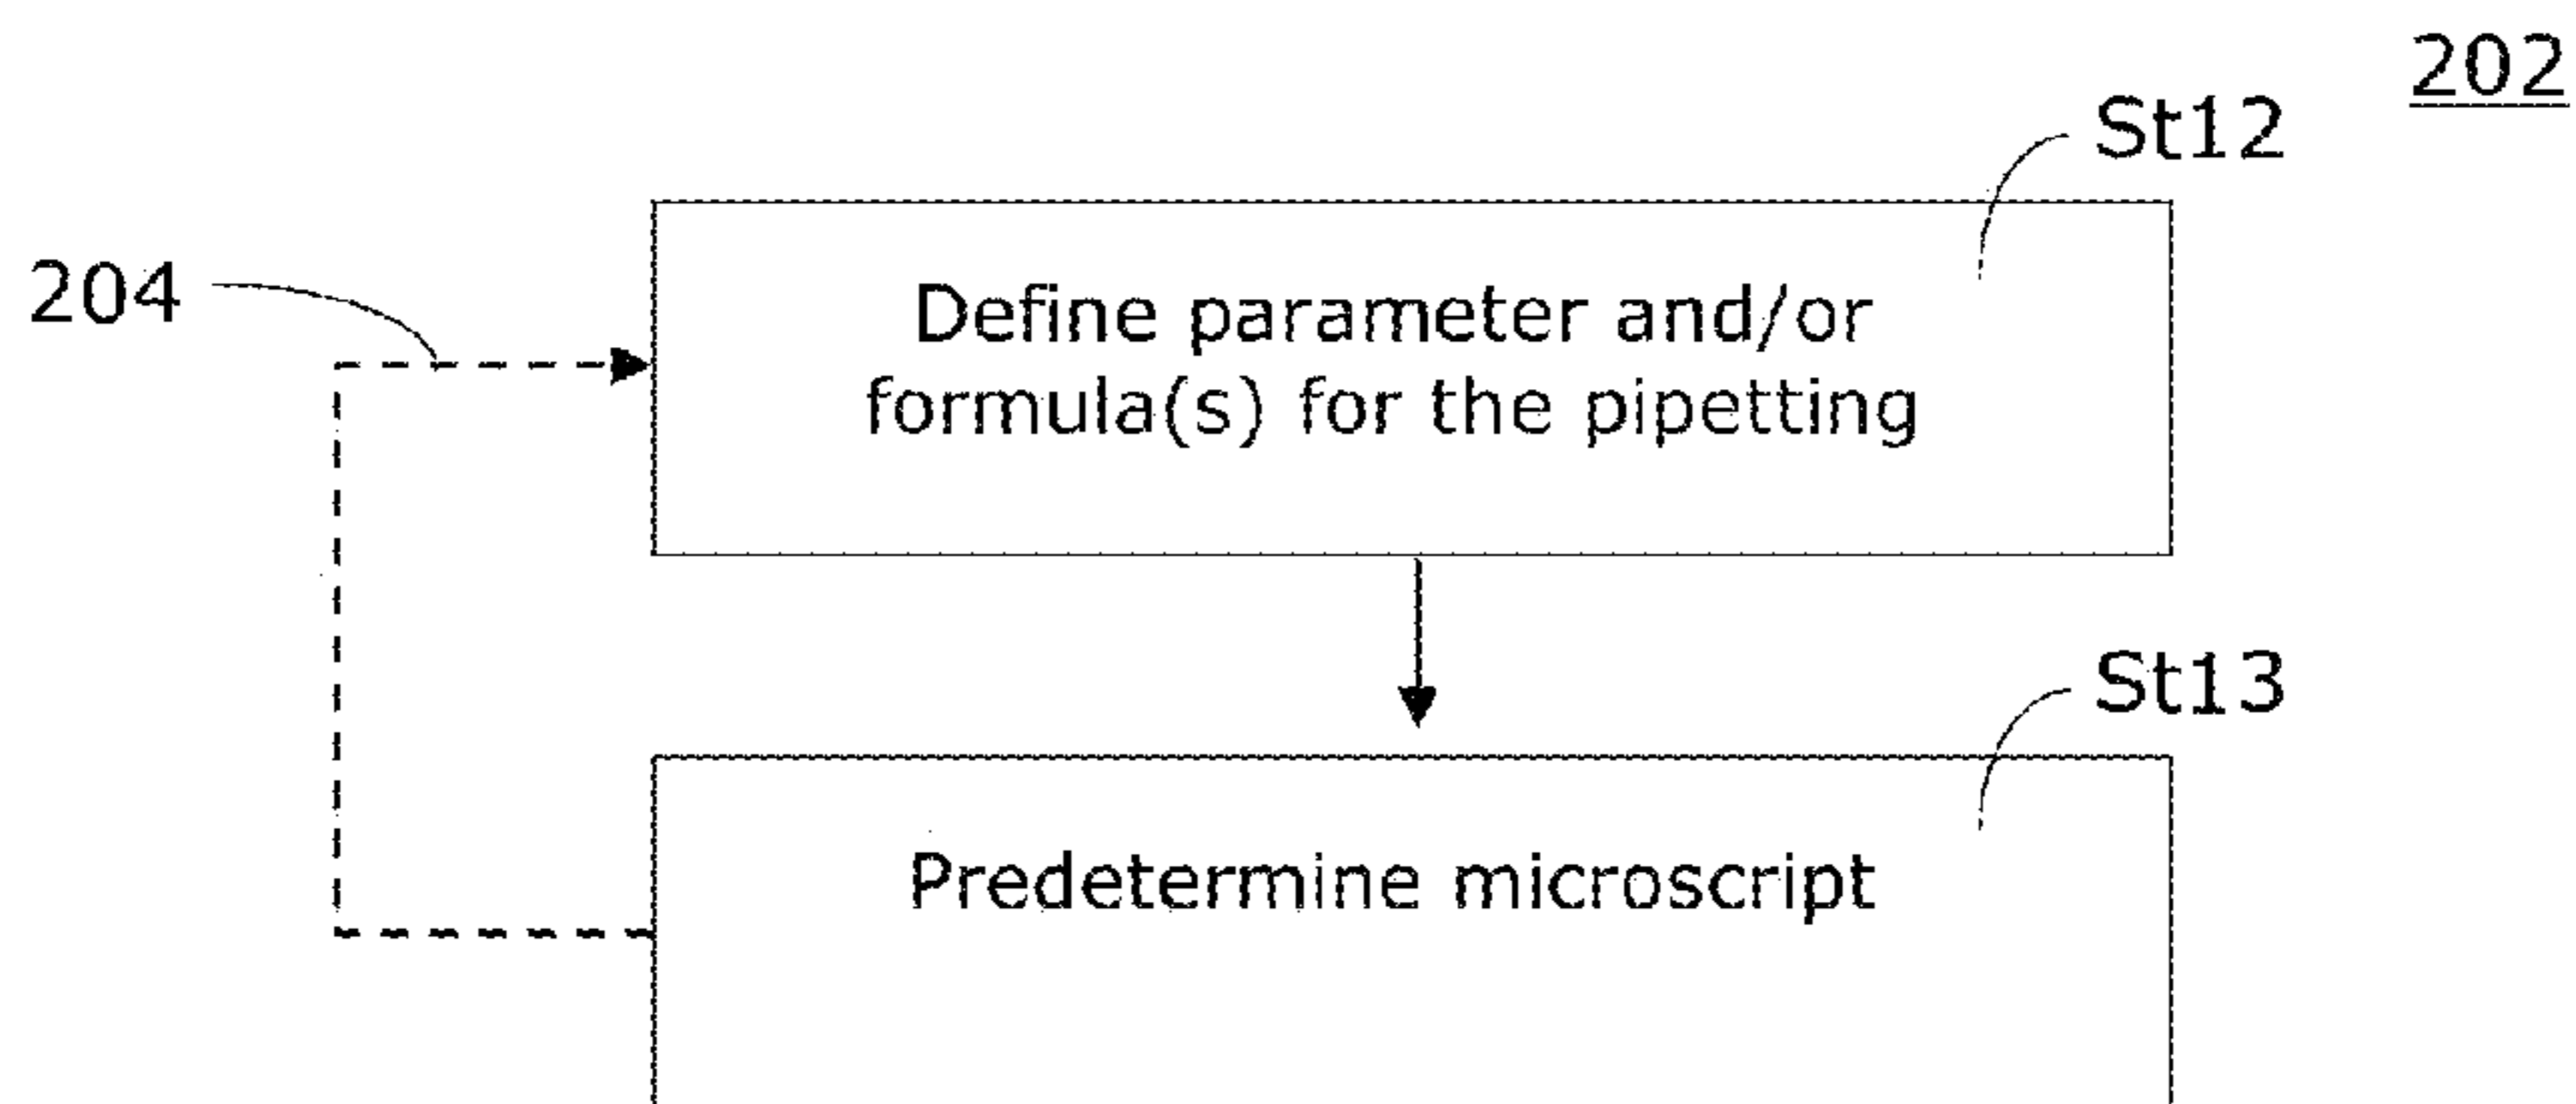 202
St12
204
Define parameter and/or
formula(s) for the pipetting
St13
Predetermine microscript